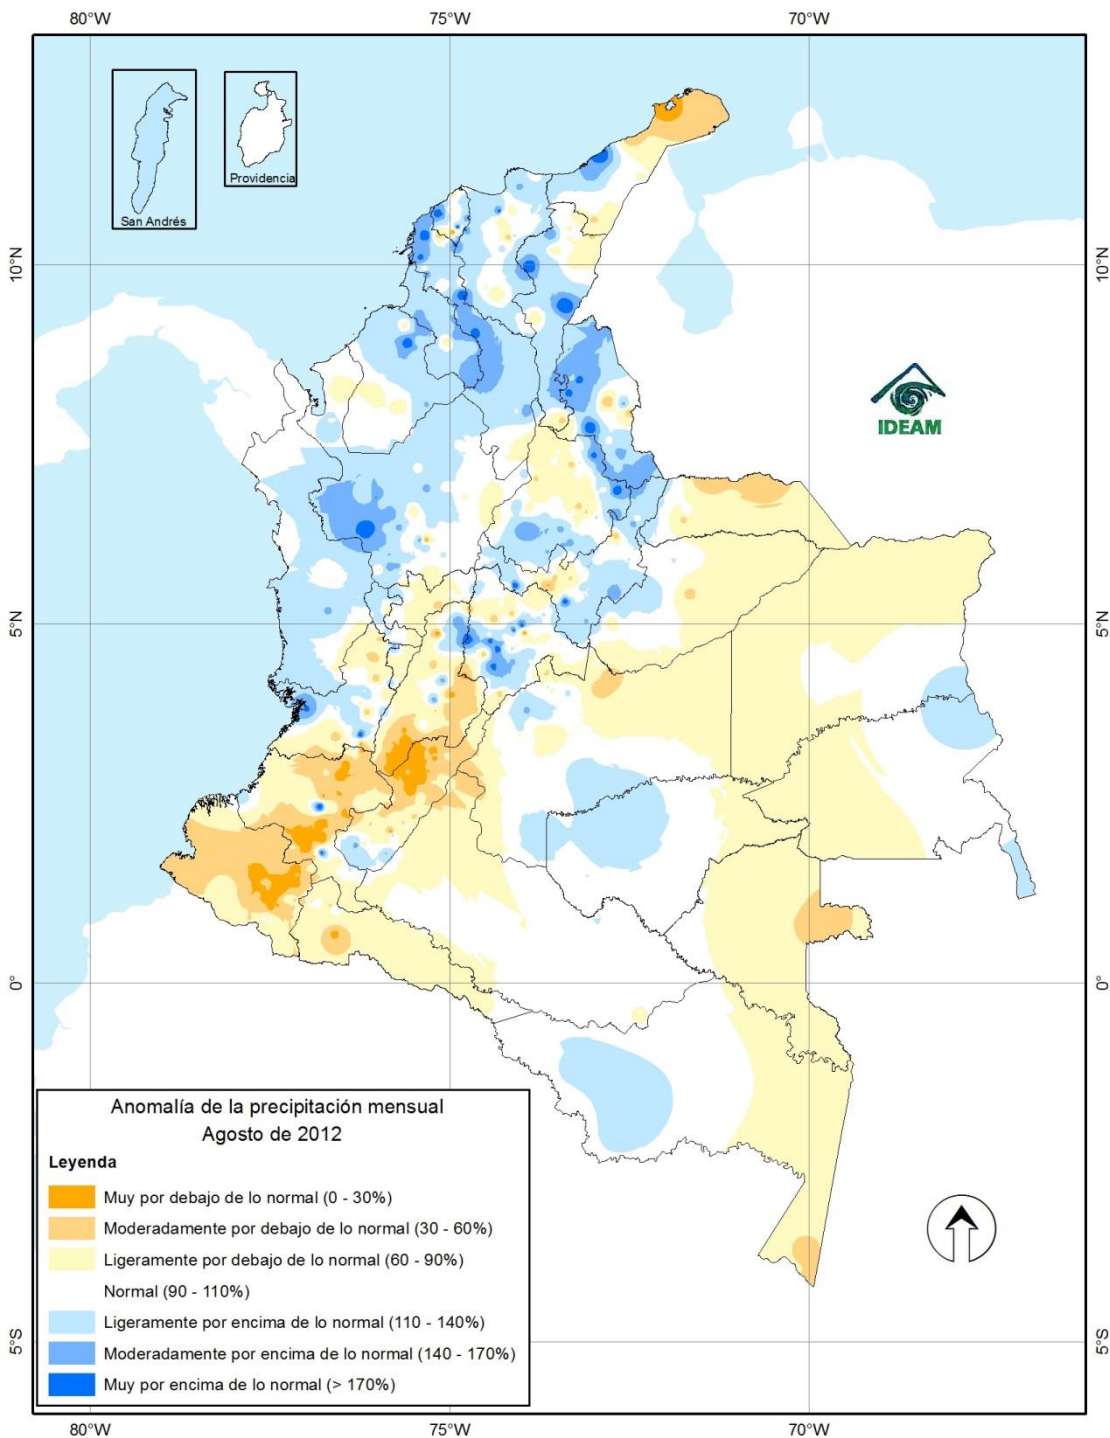 80°W 75°W 70°W
San Andrés
Providencia
10°N 10°N
IDEAM
5°N 5°N
0° 0°
Anomalía de la precipitación mensual
Agosto de 2012
Leyenda
Muy por debajo de lo normal (0 - 30%)
Moderadamente por debajo de lo normal (30 - 60%)
Ligeramente por debajo de lo normal (60 - 90%)
Normal (90 - 110%)
Ligeramente por encima de lo normal (110 - 140%)
Moderadamente por encima de lo normal (140 - 170%)
Muy por encima de lo normal (> 170%)
5°S 5°S
80°W 75°W 70°W